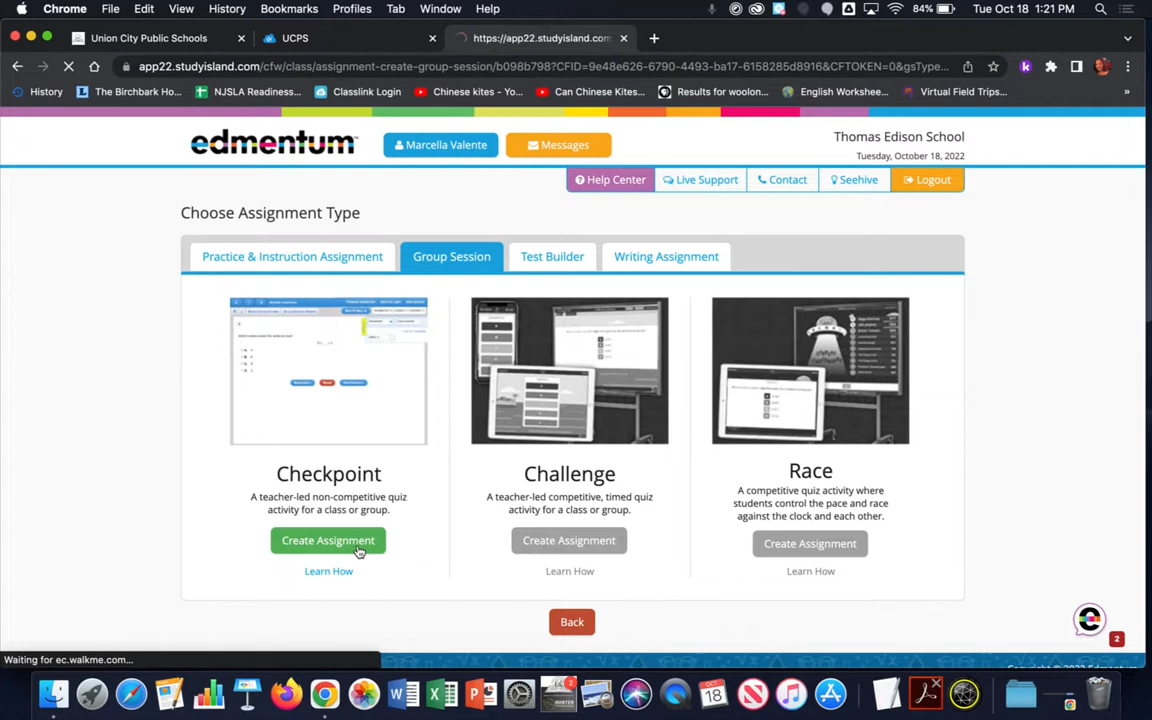 Chrome File Edit View History Bookmarks Profiles Tab Window Help 84% Tue Oct 18 1:21 PM
Union City Public Schools UCPS https://app22.studyisland.com...
app22.studyisland.com/cfw/class/assignment-create-group-session/b098b798?CFID=9e48e626-6790-4493-ba17-6158285d8916&CFTOKEN=0&gsType...
History The Birchbark Ho... NJSLA Readiness... Classlink Login Chinese kites - Yo... Can Chinese Kites... Results for woolon... English Workshee... Virtual Field Trips... »
edmentum Marcella Valente Messages Thomas Edison School
Tuesday, October 18, 2022
Help Center Live Support Contact Seehive Logout
Choose Assignment Type
Practice & Instruction Assignment Group Session Test Builder Writing Assignment
Checkpoint
A teacher-led non-competitive quiz
activity for a class or group.
Create Assignment
Learn How
Challenge
A teacher-led competitive, timed quiz
activity for a class or group.
Create Assignment
Learn How
Race
A competitive quiz activity where
students control the pace and race
against the clock and each other.
Create Assignment
Learn How
Back
2
Waiting for ec.walkme.com...
OCT
18
2